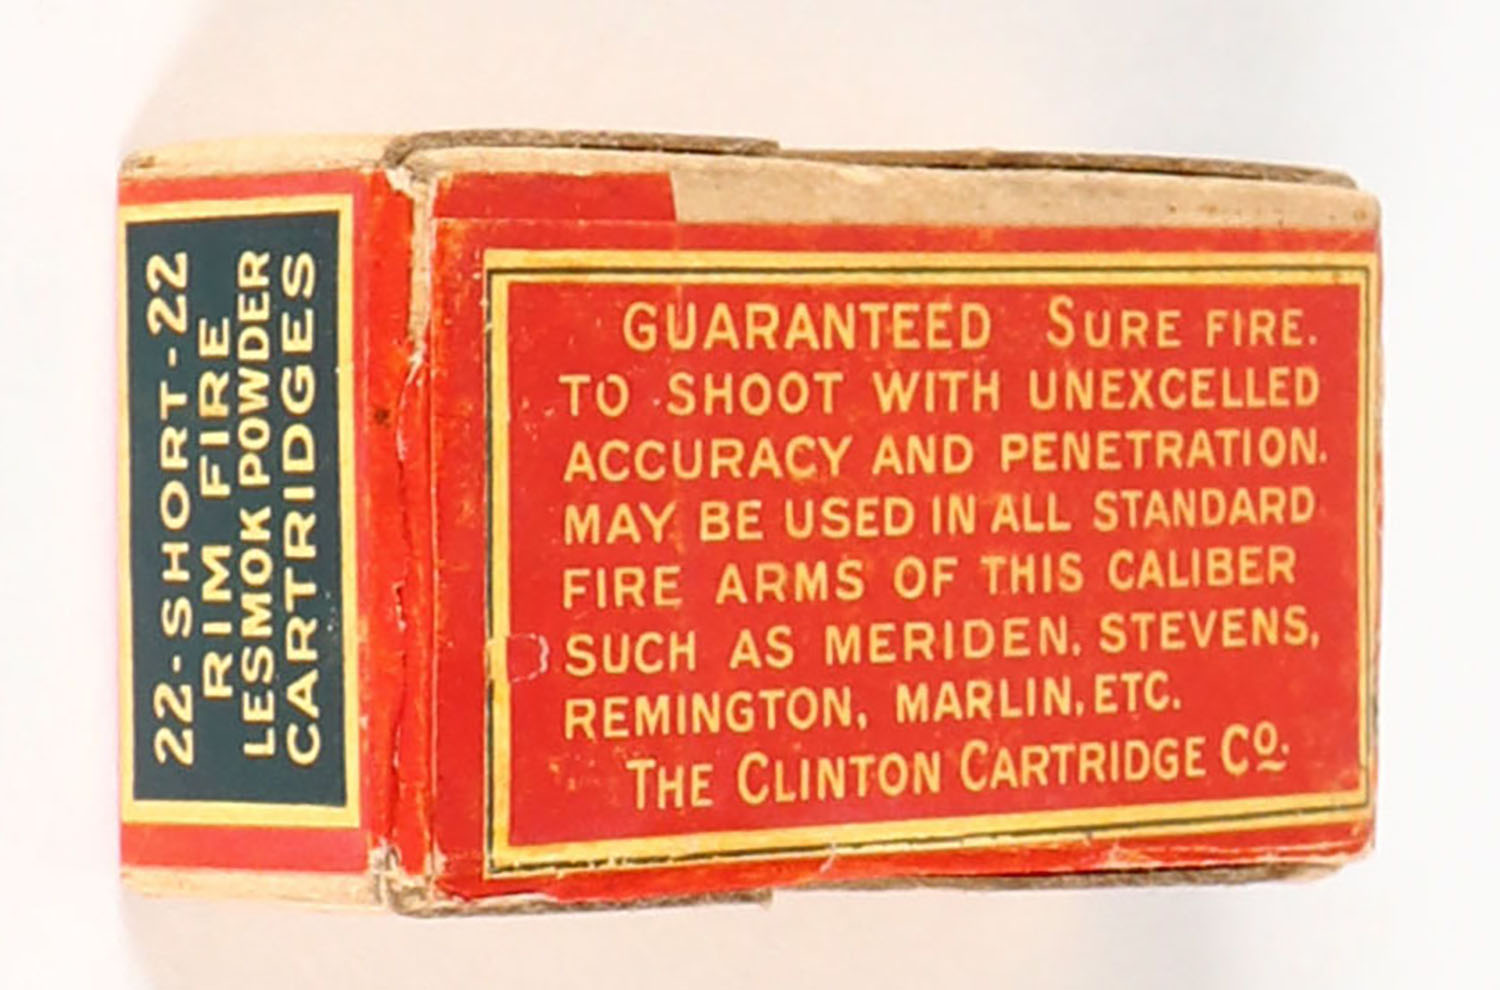 22-SHORT-22
RIM FIRE
LESMOK POWDER
CARTRIDGES
GUARANTEED SURE FIRE.
TO SHOOT WITH UNEXCELLED
ACCURACY AND PENETRATION.
MAY BE USED IN ALL STANDARD
FIRE ARMS OF THIS CALIBER
SUCH AS MERIDEN, STEVENS,
REMINGTON, MARLIN, ETC.
THE CLINTON CARTRIDGE CO.